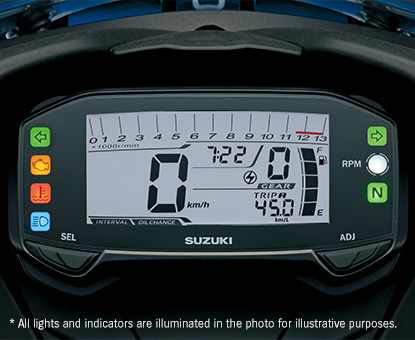 0 1 2 3 4 5 6 7 8 9 10 11 12 13
×1000r/min
7:22
0
F
RPM
0
km/h
GEAR
N
TRIP A
45.0
km/L
E
INTERVAL OIL CHANGE
SEL
SUZUKI
ADJ
* All lights and indicators are illuminated in the photo for illustrative purposes.